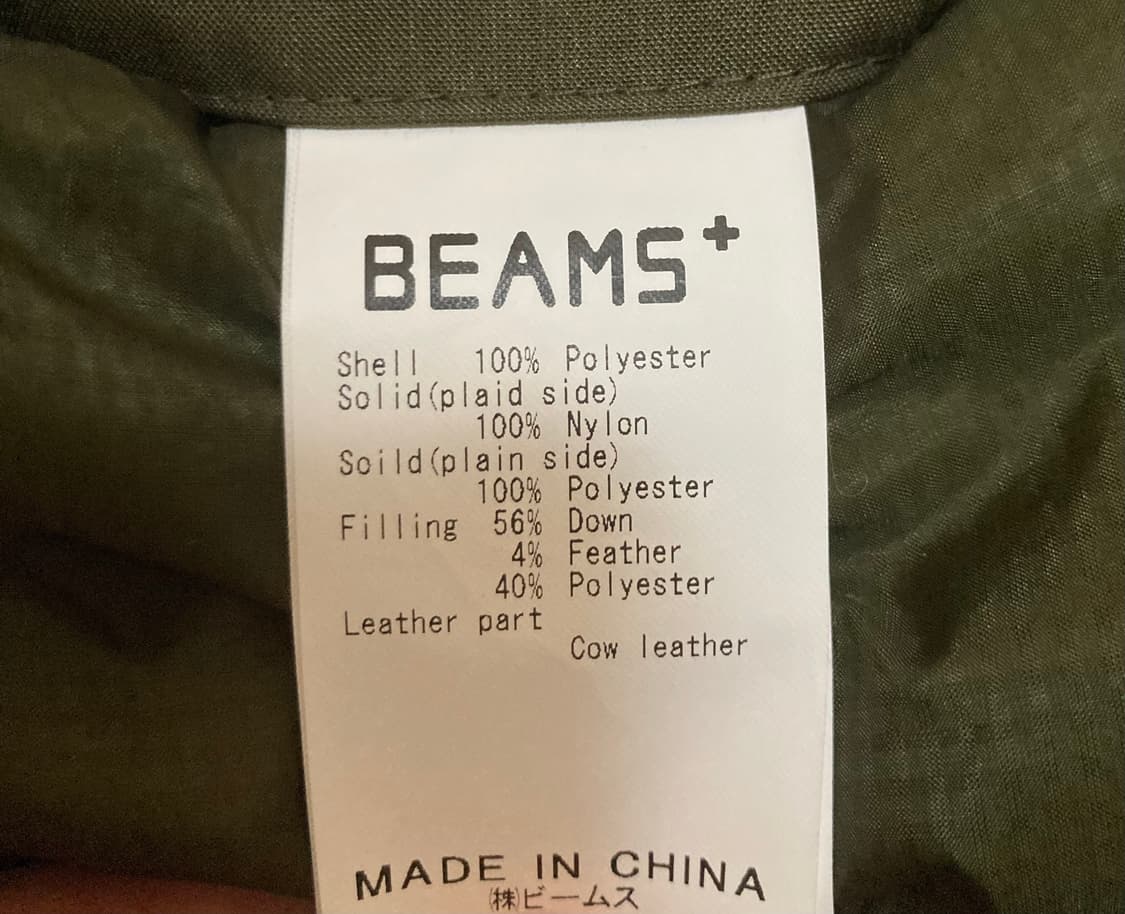 BEAMS+
Shell 100% Polyester
Solid(plaid side)
100% Nylon
Soild(plain side)
100% Polyester
Filling 56% Down
4% Feather
40% Polyester
Leather part
Cow leather
MADE IN CHINA
㈱ビームス